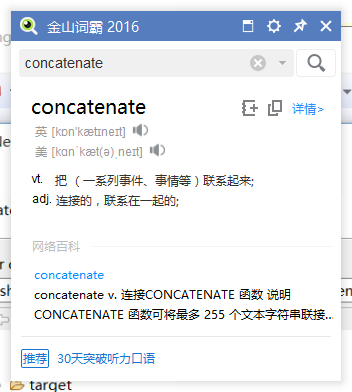 金山词霸 2016
concatenate
concatenate
详情>
英 [kɒn'kætɪneɪt]
美 [kɑn´kæt(ə)ˌneɪt]
vt. 把 （一系列事件、事情等）联系起来;
adj. 连接的，联系在一起的;
网络百科
concatenate
concatenate v. 连接CONCATENATE 函数 说明
CONCATENATE 函数可将最多 255 个文本字符串联接...
推荐 30天突破听力口语
target